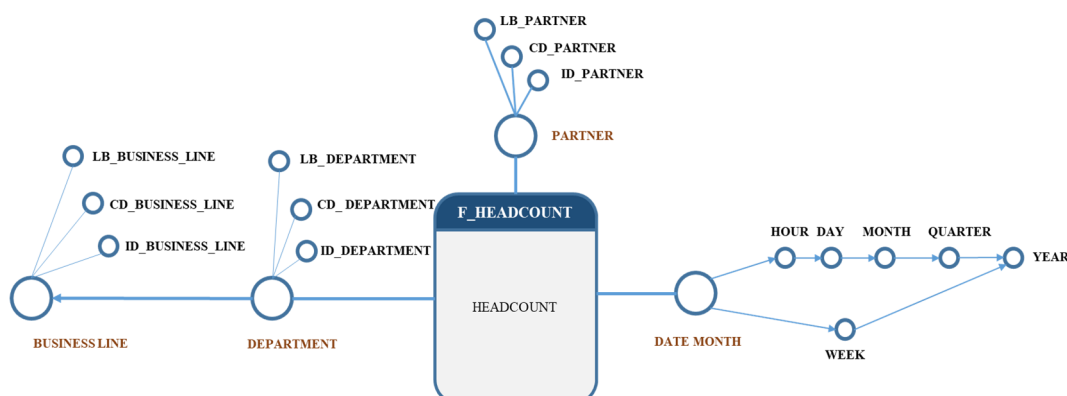 LB_PARTNER
CD_PARTNER
ID_PARTNER
PARTNER
LB_BUSINESS_LINE
CD_BUSINESS_LINE
ID_BUSINESS_LINE
BUSINESS LINE
LB_DEPARTMENT
CD_ DEPARTMENT
ID_DEPARTMENT
DEPARTMENT
F_HEADCOUNT
HEADCOUNT
HOUR DAY MONTH QUARTER
YEAR
WEEK
DATE MONTH